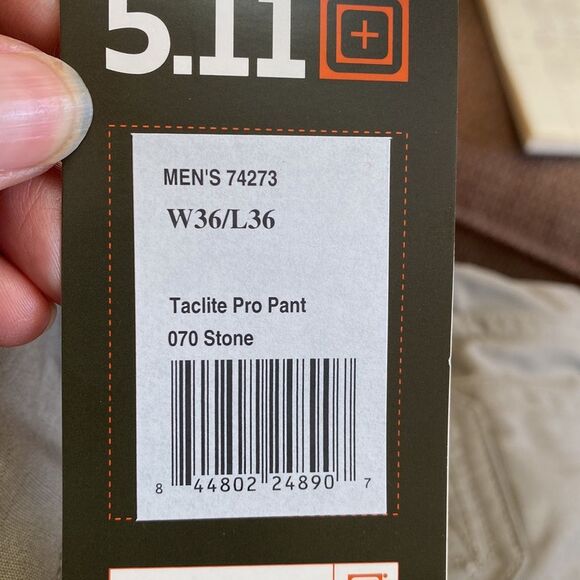 5.11
MEN'S 74273
W36/L36
Taclite Pro Pant
070 Stone
8 44802 24890 7